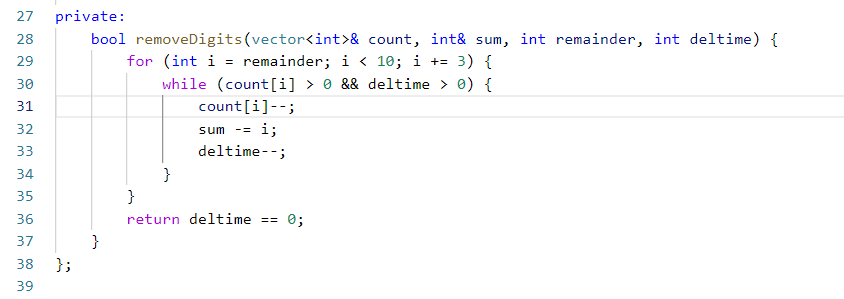 27 private:
28     bool removeDigits(vector<int>& count, int& sum, int remainder, int deltime) {
29         for (int i = remainder; i < 10; i += 3) {
30             while (count[i] > 0 && deltime > 0) {
31                 count[i]--;
32                 sum -= i;
33                 deltime--;
34             }
35         }
36         return deltime == 0;
37     }
38 };
39